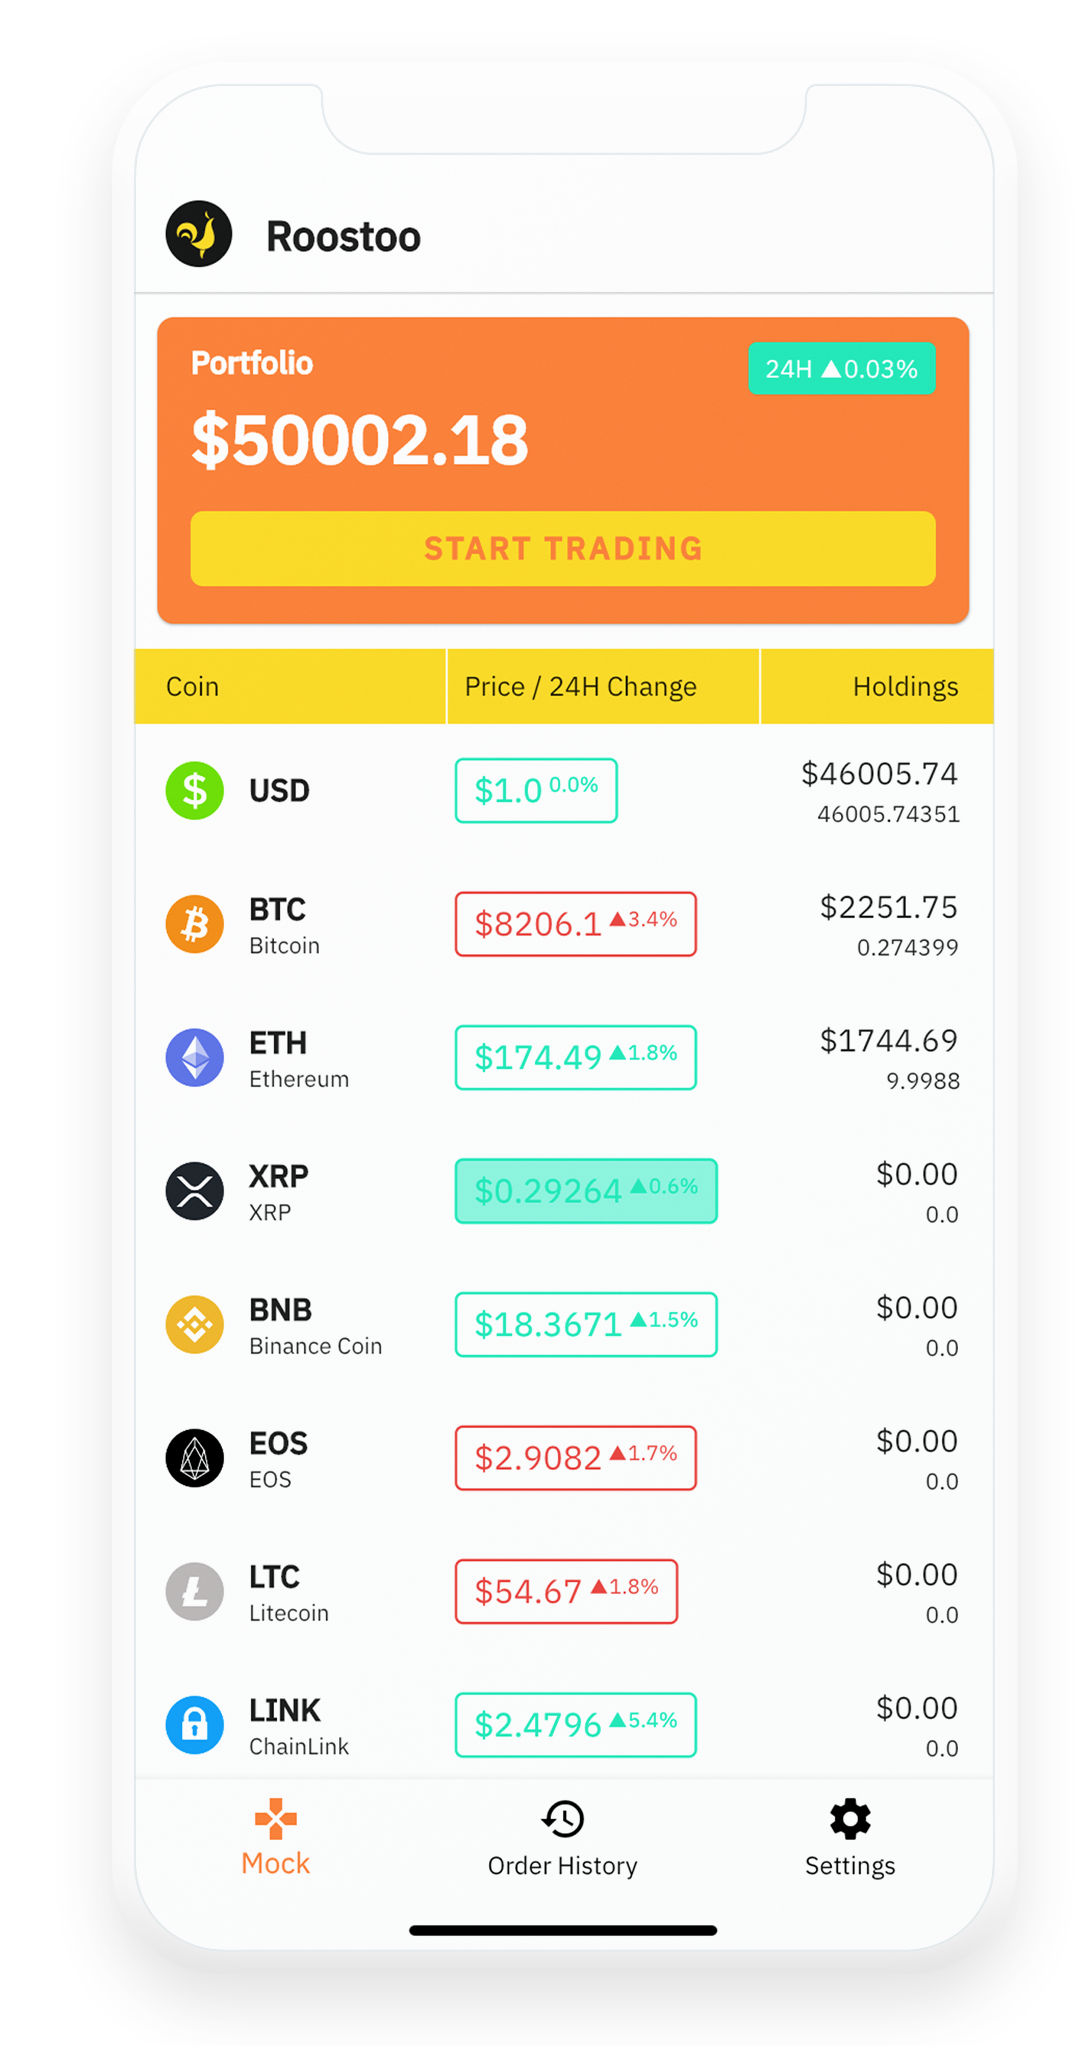 Roostoo
Portfolio
24H ▲0.03%
$50002.18
START TRADING
Coin Price / 24H Change Holdings
USD $1.0 0.0% $46005.74
46005.74351
BTC $8206.1 ▲3.4% $2251.75
Bitcoin 0.274399
ETH $174.49 ▲1.8% $1744.69
Ethereum 9.9988
XRP $0.29264 ▲0.6% $0.00
XRP 0.0
BNB $18.3671 ▲1.5% $0.00
Binance Coin 0.0
EOS $2.9082 ▲1.7% $0.00
EOS 0.0
LTC $54.67 ▲1.8% $0.00
Litecoin 0.0
LINK $2.4796 ▲5.4% $0.00
ChainLink 0.0
Mock Order History Settings